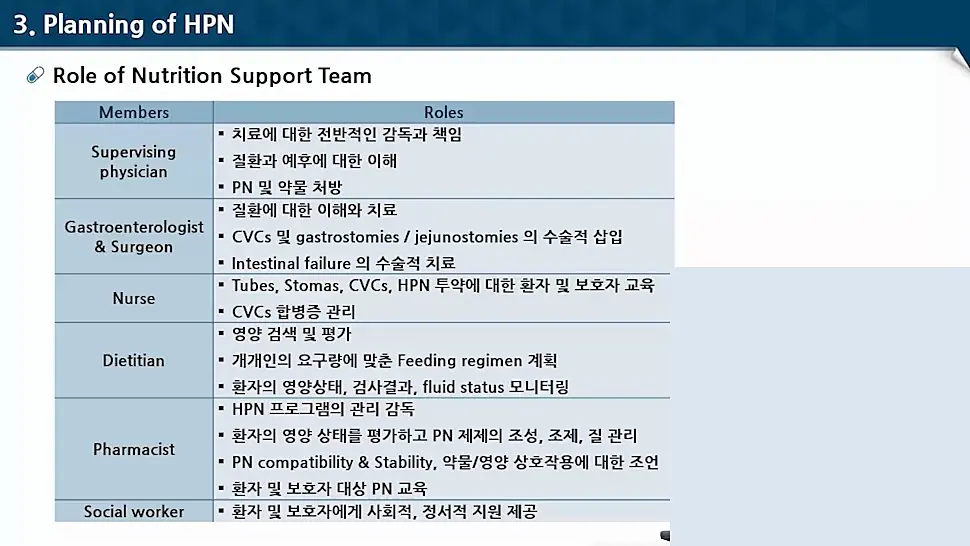 3. Planning of HPN
Role of Nutrition Support Team
Members Roles
Supervising physician
▪ 치료에 대한 전반적인 감독과 책임
▪ 질환과 예후에 대한 이해
▪ PN 및 약물 처방
Gastroenterologist
& Surgeon
▪ 질환에 대한 이해와 치료
▪ CVCs 및 gastrostomies / jejunostomies 의 수술적 삽입
▪ Intestinal failure 의 수술적 치료
Nurse
▪ Tubes, Stomas, CVCs, HPN 투약에 대한 환자 및 보호자 교육
▪ CVCs 합병증 관리
Dietitian
▪ 영양 검색 및 평가
▪ 개개인의 요구량에 맞춘 Feeding regimen 계획
▪ 환자의 영양상태, 검사결과, fluid status 모니터링
Pharmacist
▪ HPN 프로그램의 관리 감독
▪ 환자의 영양 상태를 평가하고 PN 제제의 조성, 조제, 질 관리
▪ PN compatibility & Stability, 약물/영양 상호작용에 대한 조언
▪ 환자 및 보호자 대상 PN 교육
Social worker
▪ 환자 및 보호자에게 사회적, 정서적 지원 제공